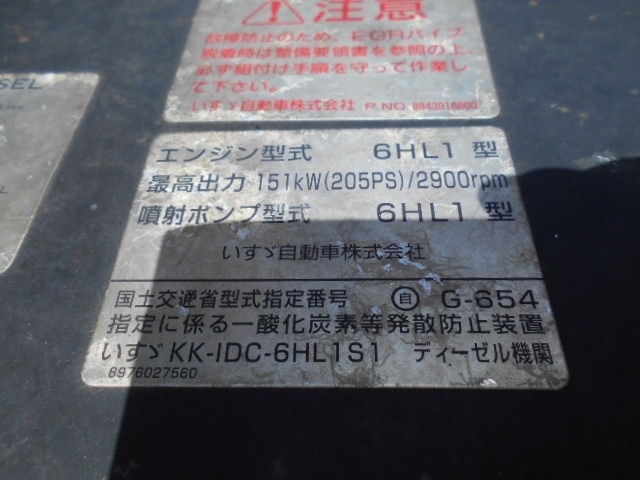 ⚠注意
故障防止のため、EGRパイプ
脱着時は整備要領書を参照の上、
必ず組付け手順を守って作業し
て下さい。
いすゞ自動車株式会社 P.NO. 8943916860
SEL
エンジン型式 6HL1 型
最高出力 151kW(205PS)/2900rpm
噴射ポンプ型式 6HL1 型
いすゞ自動車株式会社
国土交通省型式指定番号 自 G-654
指定に係る一酸化炭素等発散防止装置
いすゞ KK-IDC-6HL1S1 ディーゼル機関
8976027560